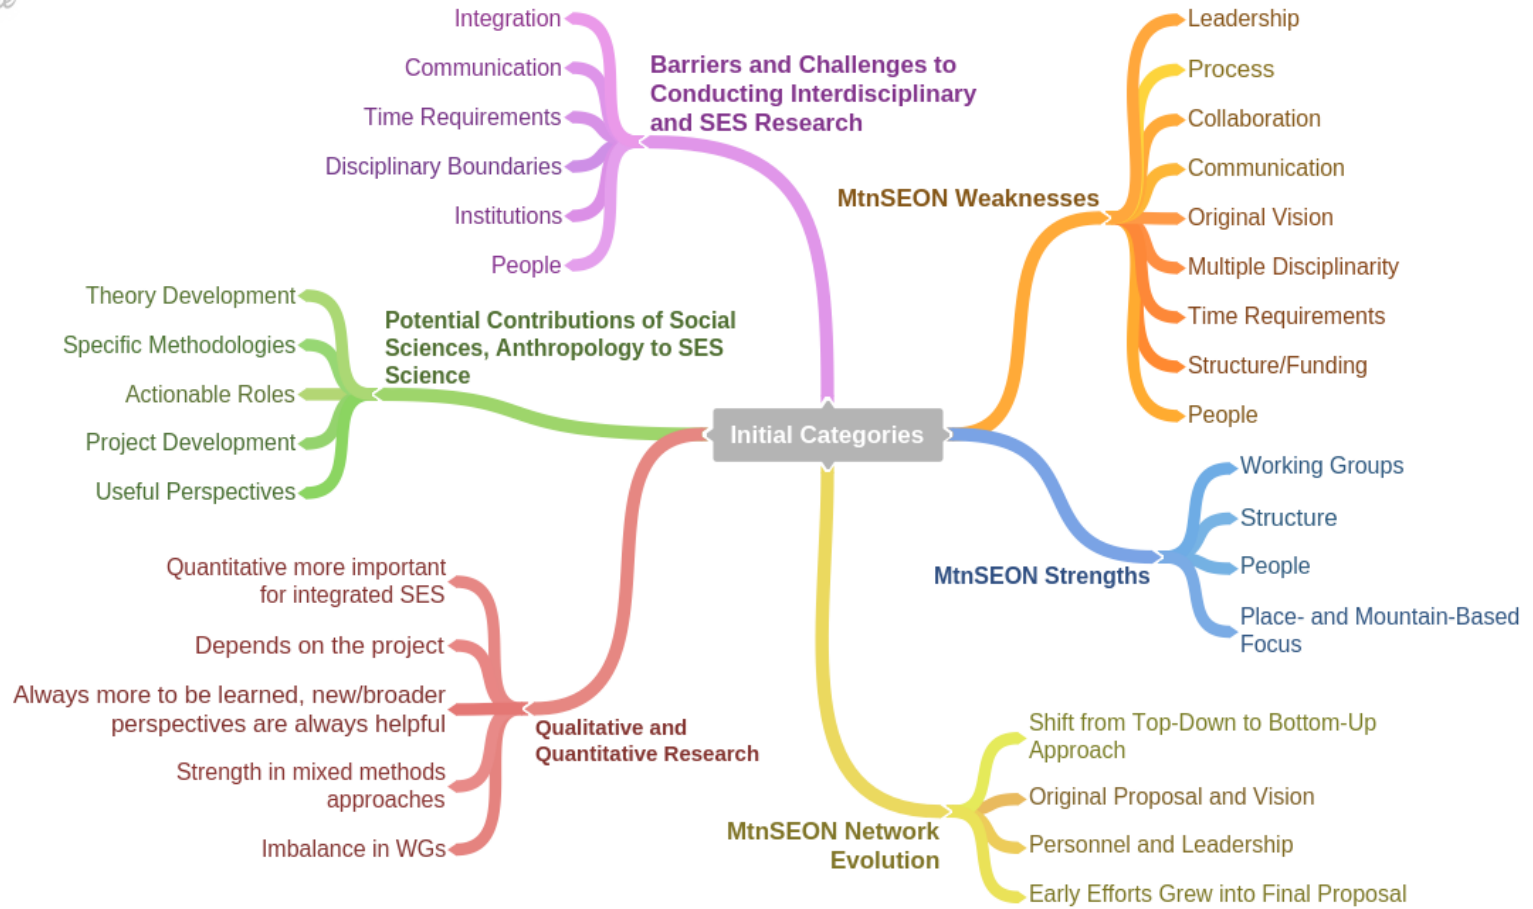 Integration
Communication
Time Requirements
Disciplinary Boundaries
Institutions
People
Barriers and Challenges to
Conducting Interdisciplinary
and SES Research
Theory Development
Specific Methodologies
Actionable Roles
Project Development
Useful Perspectives
Potential Contributions of Social
Sciences, Anthropology to SES
Science
Quantitative more important
for integrated SES
Depends on the project
Always more to be learned, new/broader
perspectives are always helpful
Strength in mixed methods
approaches
Imbalance in WGs
Qualitative and
Quantitative Research
Initial Categories
MtnSEON Weaknesses
Leadership
Process
Collaboration
Communication
Original Vision
Multiple Disciplinarity
Time Requirements
Structure/Funding
People
MtnSEON Strengths
Working Groups
Structure
People
Place- and Mountain-Based
Focus
MtnSEON Network
Evolution
Shift from Top-Down to Bottom-Up
Approach
Original Proposal and Vision
Personnel and Leadership
Early Efforts Grew into Final Proposal